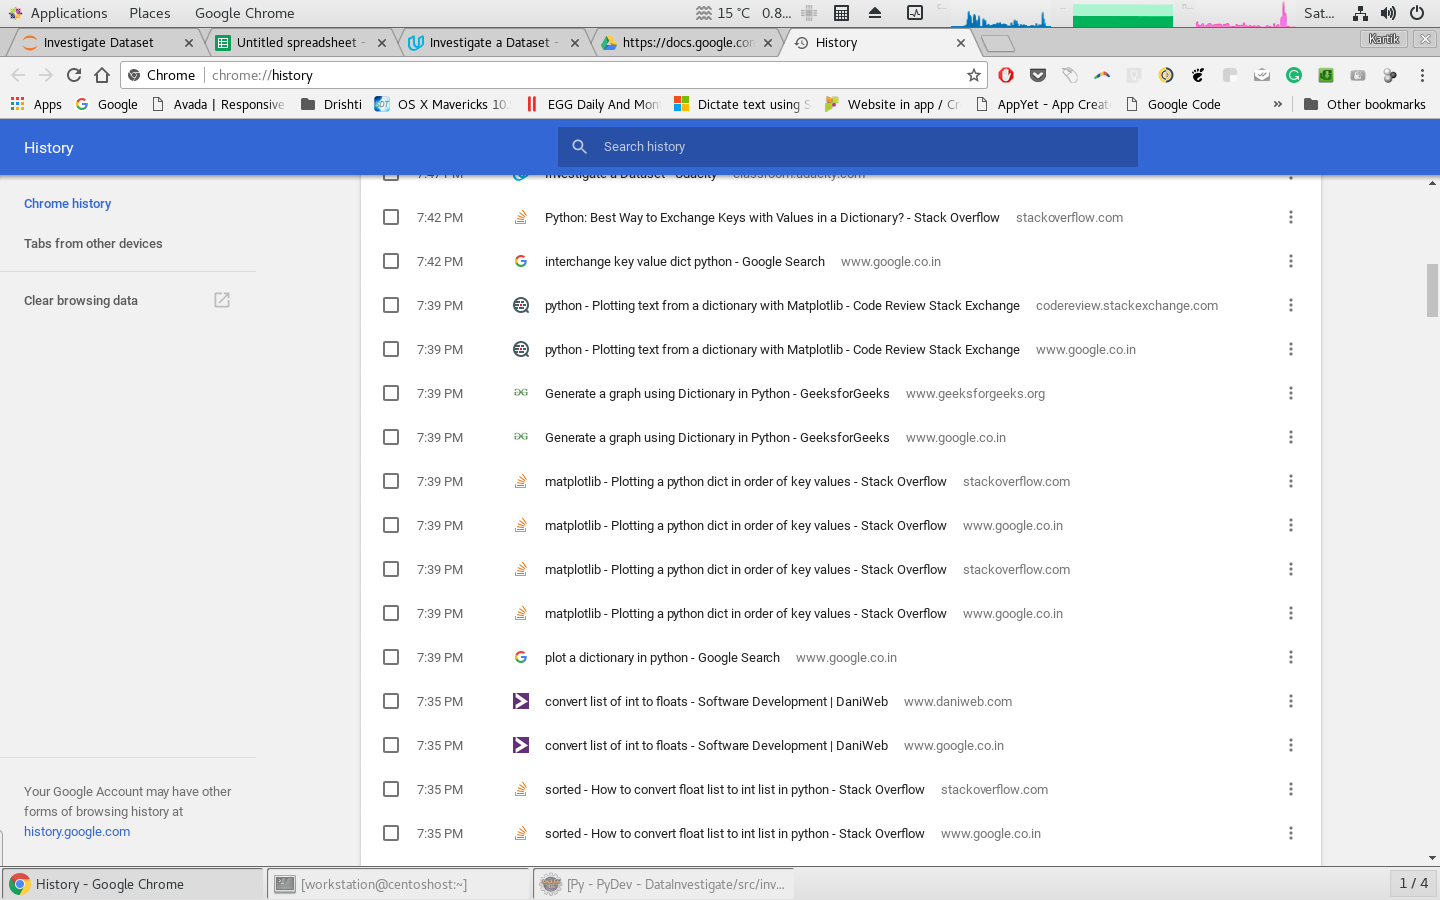 Applications Places Google Chrome 15 °C 0.8... Sat...
Investigate Dataset Untitled spreadsheet - Investigate a Dataset - https://docs.google.com History Kartik
Chrome chrome://history
Apps Google Avada | Responsive Drishti OS X Mavericks 10. EGG Daily And Mon Dictate text using S Website in app / Cr AppYet - App Create Google Code » Other bookmarks
History Search history
7:47 PM Investigate a Dataset - Udacity classroom.udacity.com
Chrome history
7:42 PM Python: Best Way to Exchange Keys with Values in a Dictionary? - Stack Overflow stackoverflow.com
Tabs from other devices
7:42 PM interchange key value dict python - Google Search www.google.co.in
Clear browsing data
7:39 PM python - Plotting text from a dictionary with Matplotlib - Code Review Stack Exchange codereview.stackexchange.com
7:39 PM python - Plotting text from a dictionary with Matplotlib - Code Review Stack Exchange www.google.co.in
7:39 PM Generate a graph using Dictionary in Python - GeeksforGeeks www.geeksforgeeks.org
7:39 PM Generate a graph using Dictionary in Python - GeeksforGeeks www.google.co.in
7:39 PM matplotlib - Plotting a python dict in order of key values - Stack Overflow stackoverflow.com
7:39 PM matplotlib - Plotting a python dict in order of key values - Stack Overflow www.google.co.in
7:39 PM matplotlib - Plotting a python dict in order of key values - Stack Overflow stackoverflow.com
7:39 PM matplotlib - Plotting a python dict in order of key values - Stack Overflow www.google.co.in
7:39 PM plot a dictionary in python - Google Search www.google.co.in
7:35 PM convert list of int to floats - Software Development | DaniWeb www.daniweb.com
7:35 PM convert list of int to floats - Software Development | DaniWeb www.google.co.in
7:35 PM sorted - How to convert float list to int list in python - Stack Overflow stackoverflow.com
7:35 PM sorted - How to convert float list to int list in python - Stack Overflow www.google.co.in
Your Google Account may have other
forms of browsing history at
history.google.com
History - Google Chrome [workstation@centoshost:~] [Py - PyDev - DataInvestigate/src/inv... 1 / 4